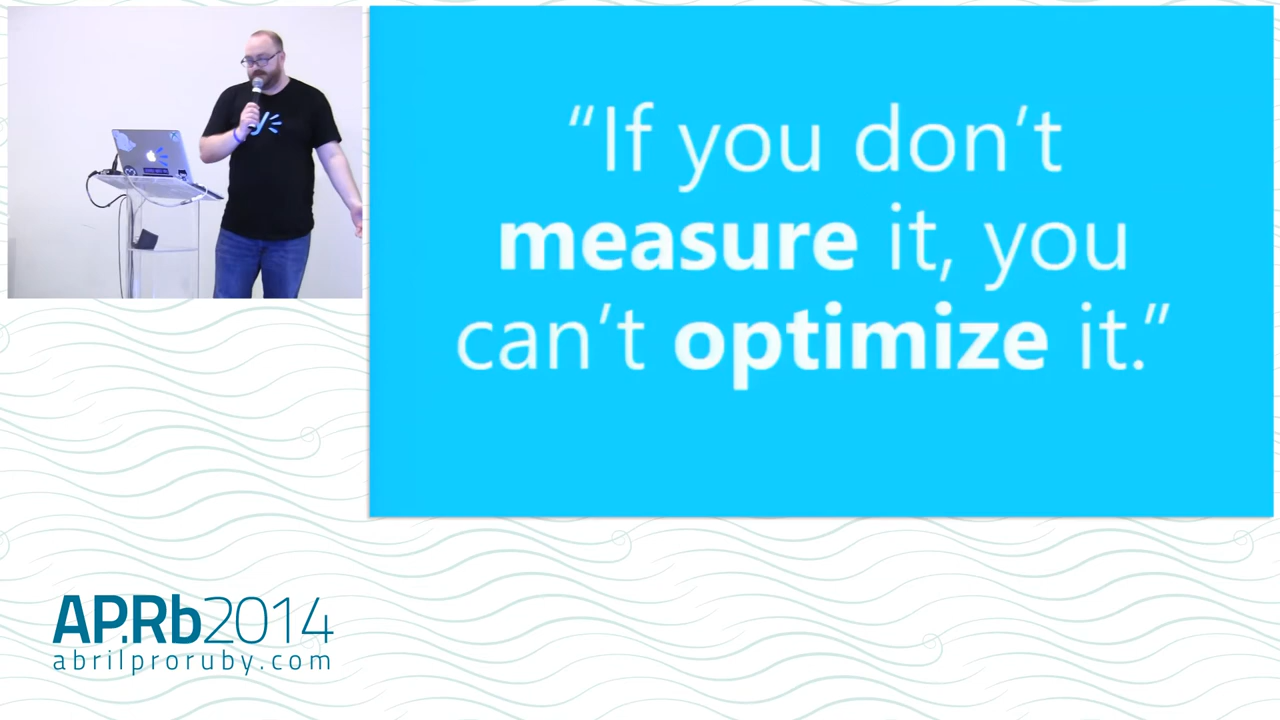 “If you don’t
measure it, you
can’t optimize it.”
AP.Rb2014
abrilproruby.com